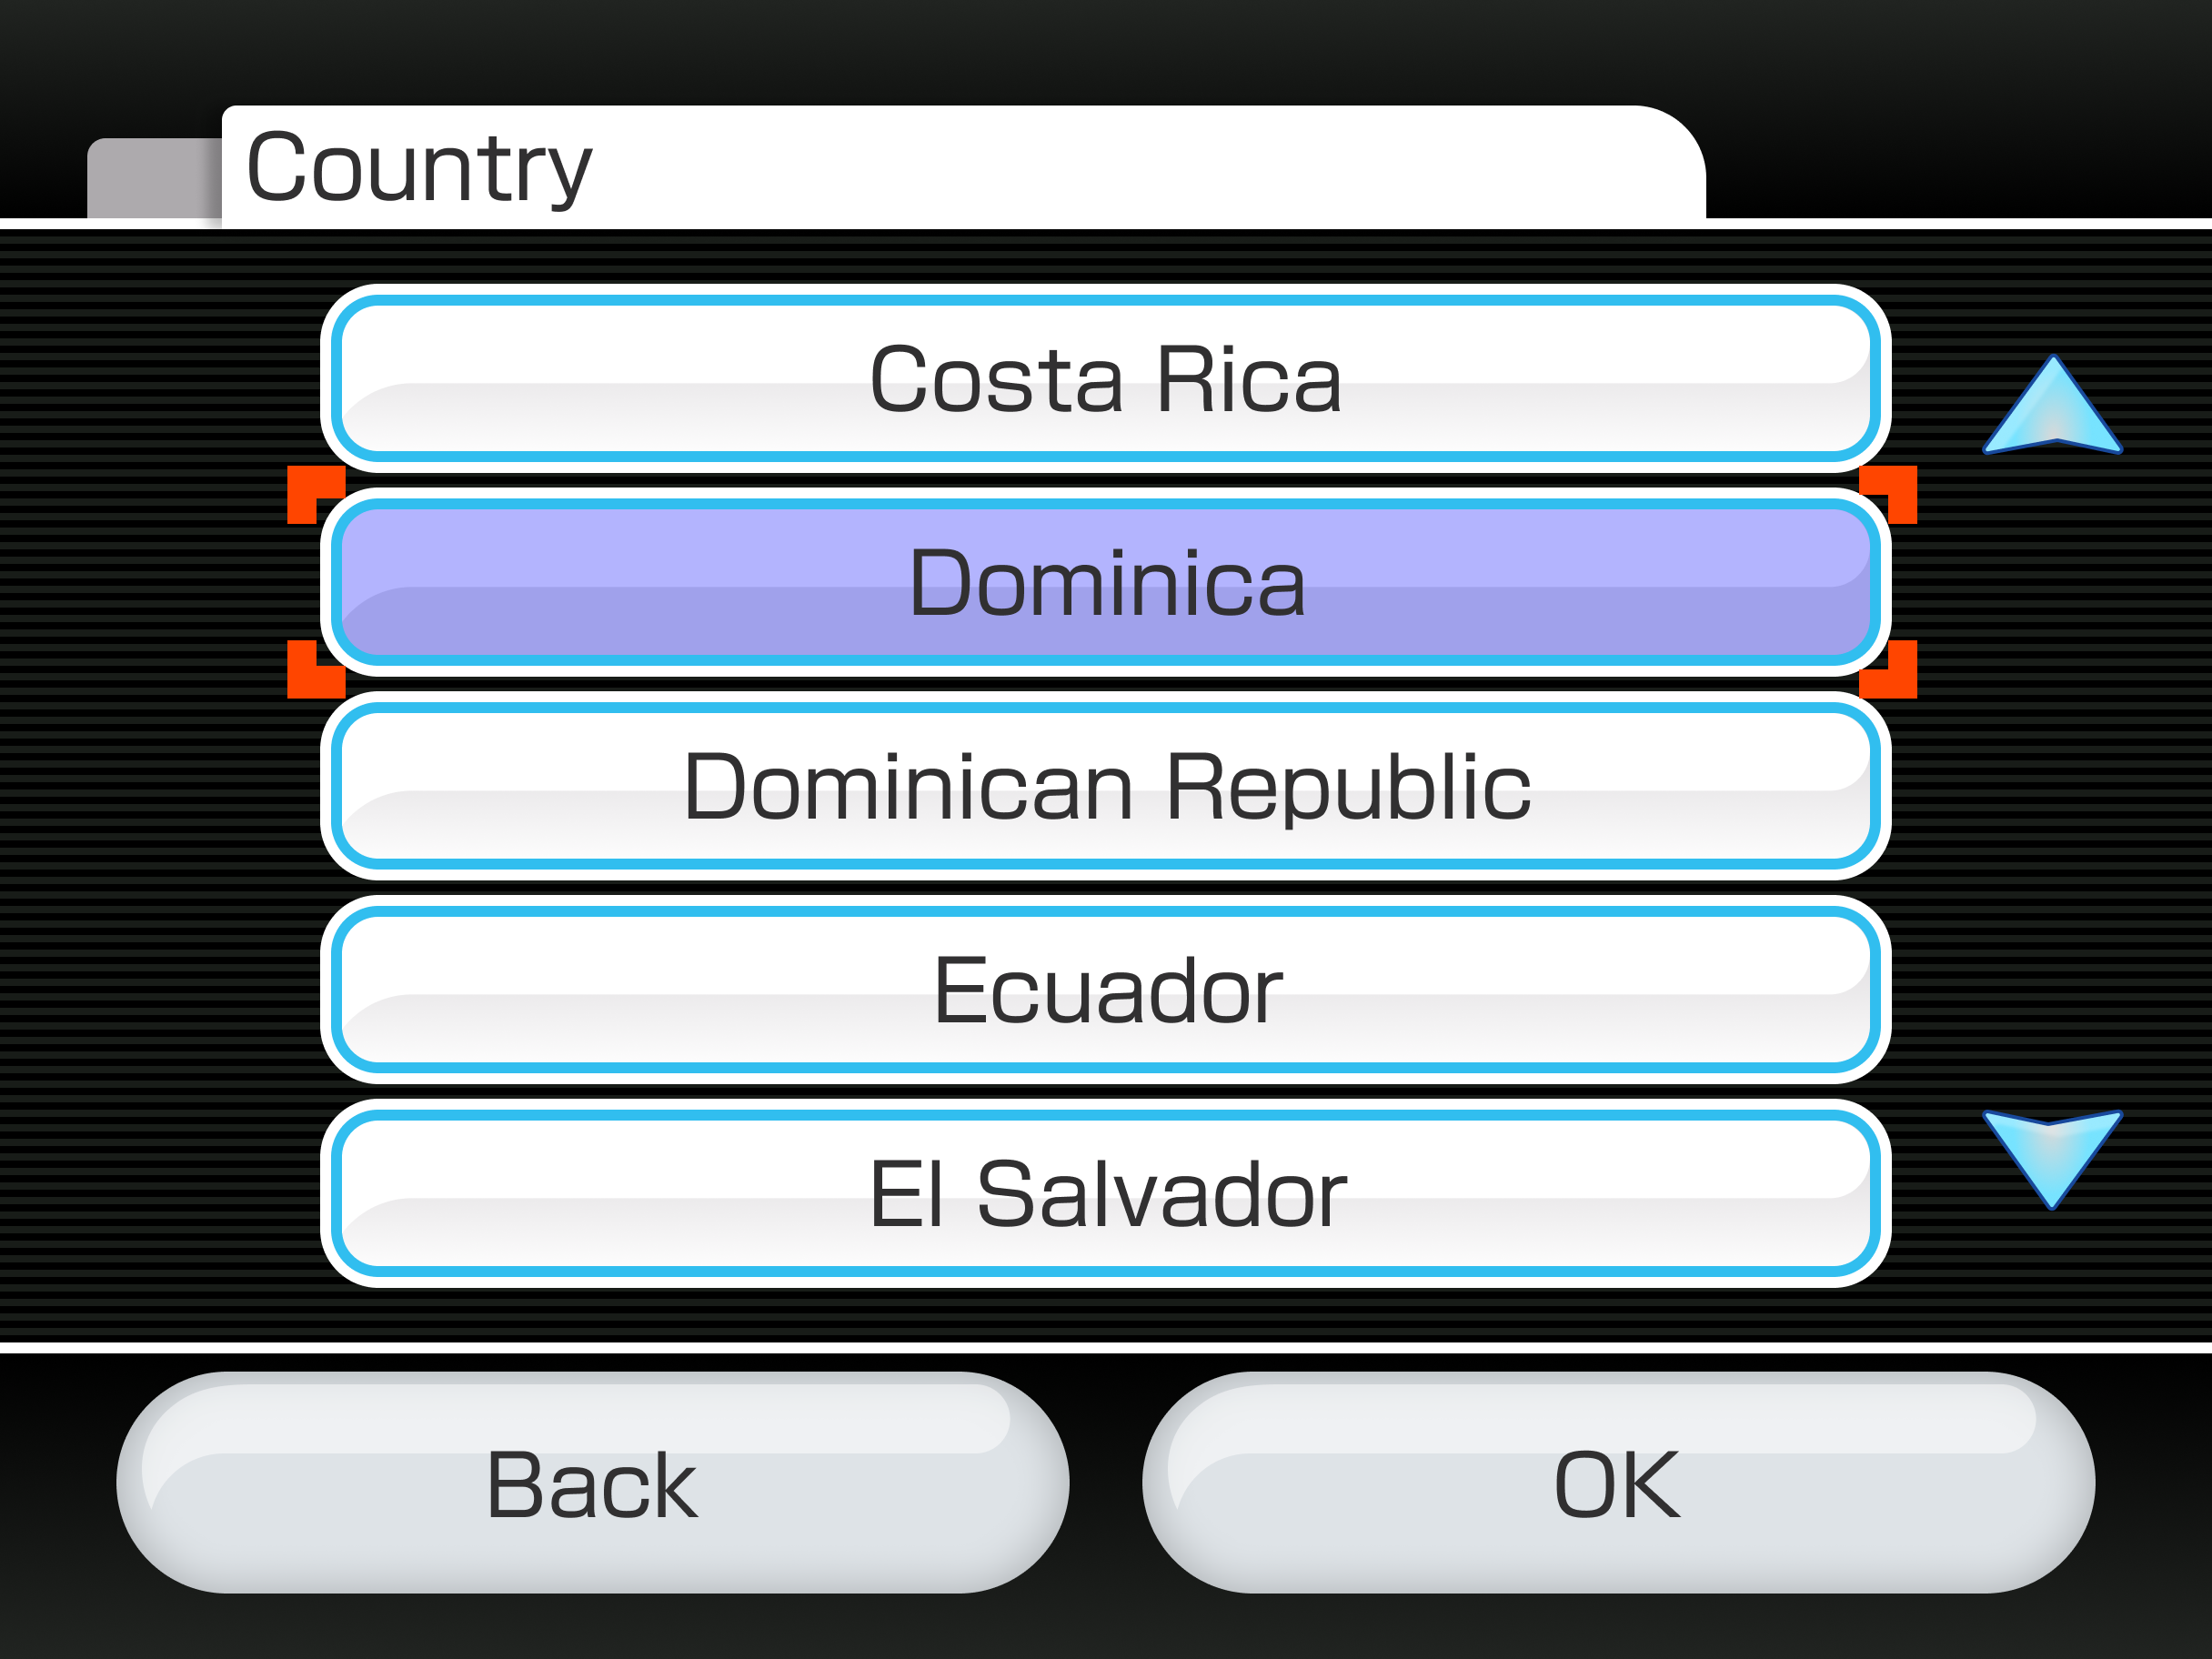 Country
Costa Rica
Dominica
Dominican Republic
Ecuador
El Salvador
Back
OK